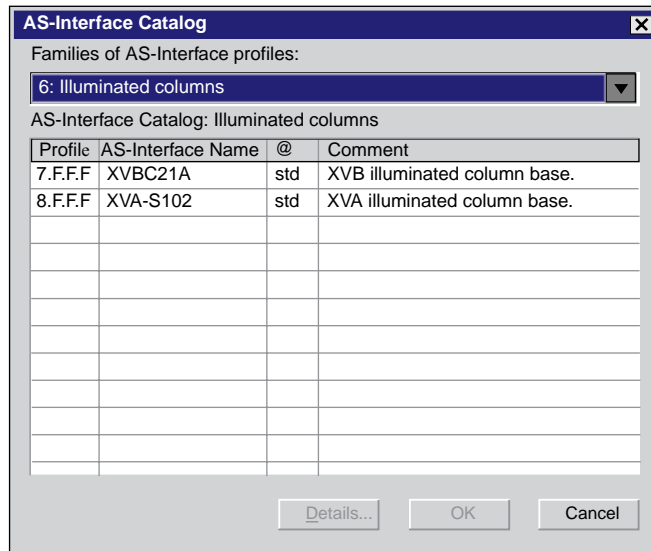 AS-Interface Catalog
Families of AS-Interface profiles:
6: Illuminated columns
AS-Interface Catalog: Illuminated columns
Profile AS-Interface Name @ Comment
7.F.F.F XVBC21A std XVB illuminated column base.
8.F.F.F XVA-S102 std XVA illuminated column base.
Details... OK Cancel